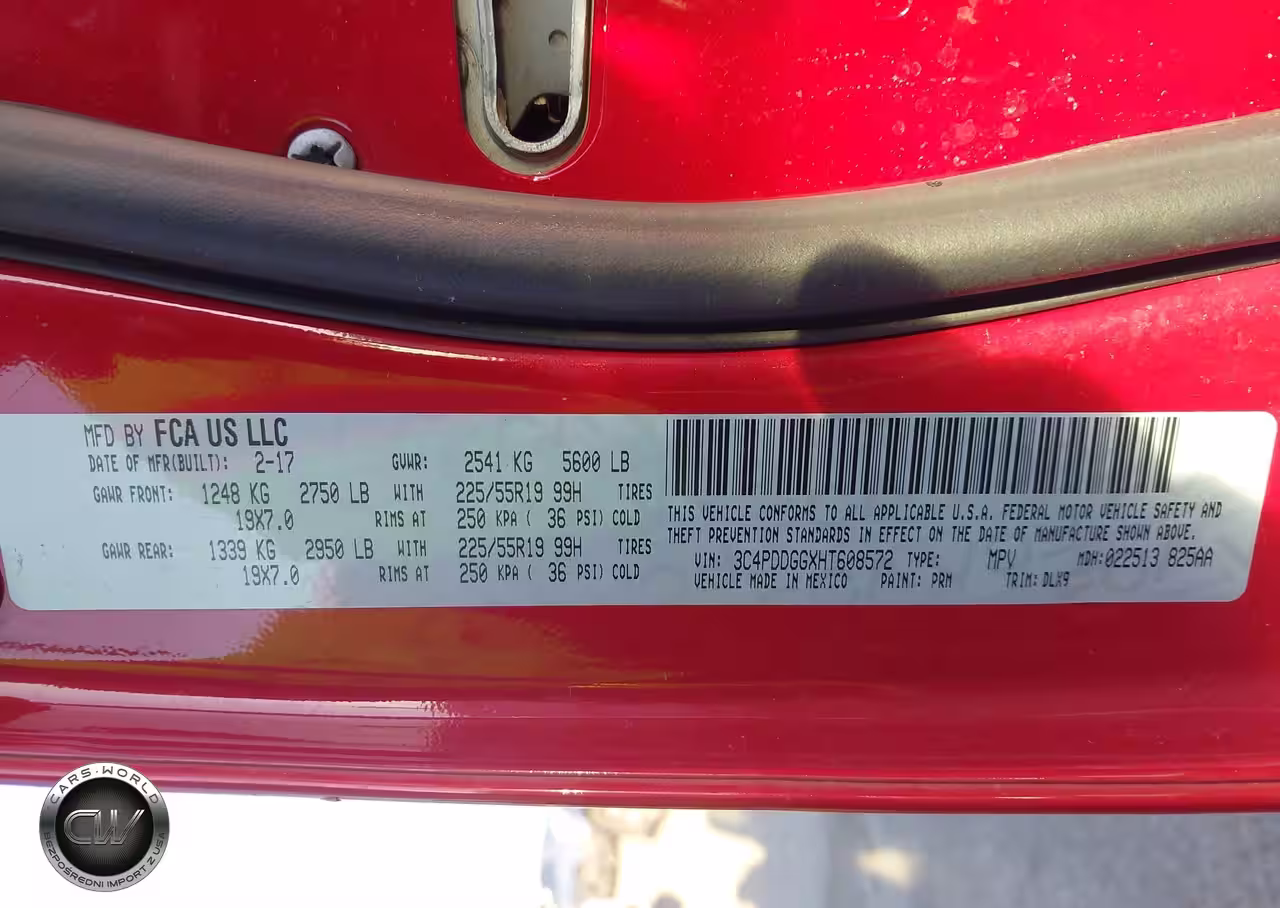 MFD BY FCA US LLC
DATE OF MFR(BUILT): 2-17 GVWR: 2541 KG 5600 LB
GAWR FRONT: 1248 KG 2750 LB WITH 225/55R19 99H TIRES
19X7.0 RIMS AT 250 KPA ( 36 PSI) COLD
GAWR REAR: 1339 KG 2950 LB WITH 225/55R19 99H TIRES
19X7.0 RIMS AT 250 KPA ( 36 PSI) COLD
THIS VEHICLE CONFORMS TO ALL APPLICABLE U.S.A. FEDERAL MOTOR VEHICLE SAFETY AND
THEFT PREVENTION STANDARDS IN EFFECT ON THE DATE OF MANUFACTURE SHOWN ABOVE.
VIN: 3C4PDDGGXHT608572 TYPE: MPV MDH:022513 825AA
VEHICLE MADE IN MEXICO PAINT: PRM TRIM: DLX9
CARS·WORLD
CW
BEZPOŚREDNI IMPORT Z USA